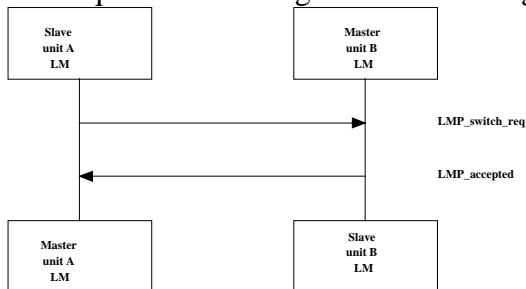 Slave
unit A
LM
Master
unit B
LM
LMP_switch_req
LMP_accepted
Master
unit A
LM
Slave
unit B
LM